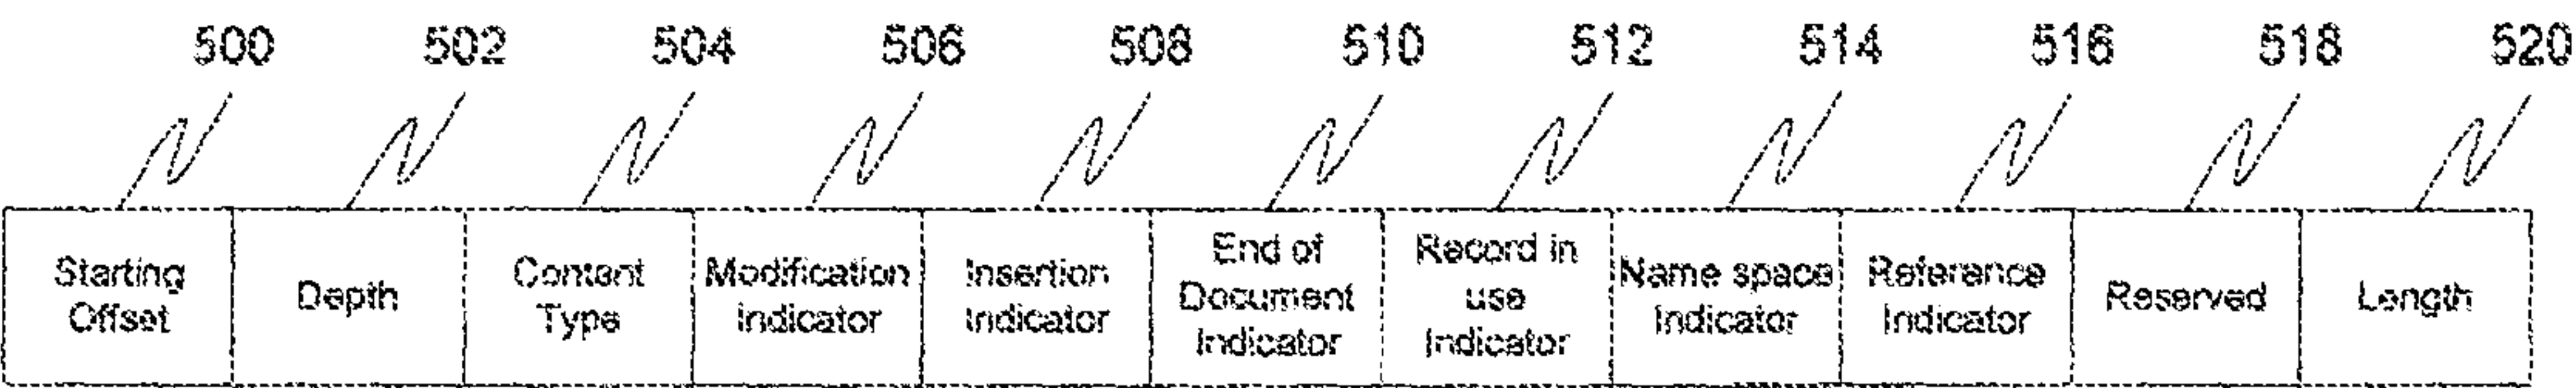 500 502 504 506 508 510 512 514 516 518 520
Starting
Offset
Depth
Content
Type
Modification
Indicator
Insertion
Indicator
End of
Document
Indicator
Record in
use
Indicator
Name space
Indicator
Reference
Indicator
Reserved
Length